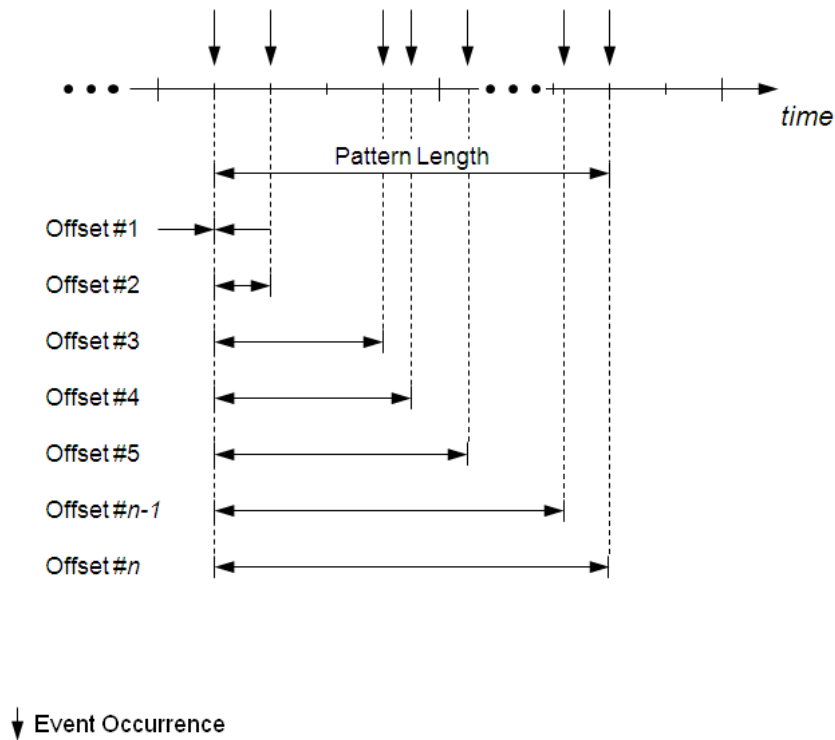 time
Pattern Length
Offset #1
Offset #2
Offset #3
Offset #4
Offset #5
Offset #n-1
Offset #n
Event Occurrence